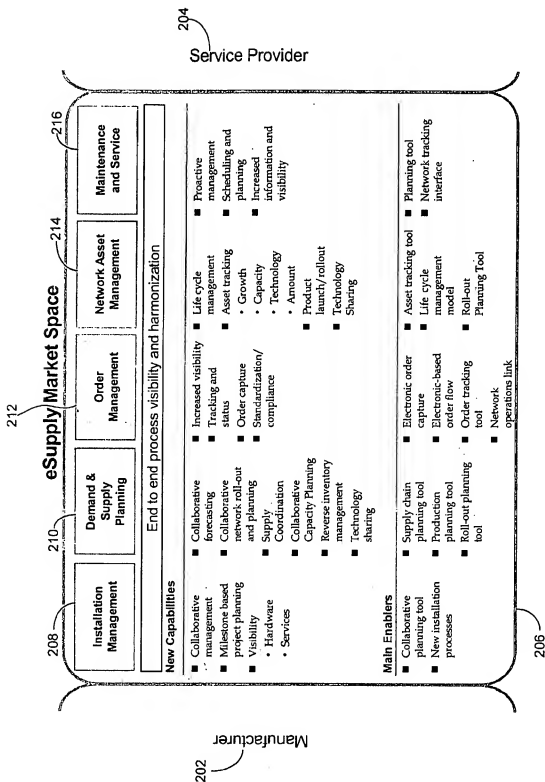 eSupply Market Space
Manufacturer
202
Service Provider
204
206
208
210
212
214
216
Installation
Management
Demand &
Supply
Planning
Order
Management
Network Asset
Management
Maintenance
and Service
End to end process visibility and harmonization
New Capabilities
■ Collaborative
management
■ Milestone based
project planning
■ Visibility
• Hardware
• Services
■ Collaborative
forecasting
■ Collaborative
network roll-out
and planning
■ Supply
Coordination
■ Collaborative
Capacity Planning
■ Reverse inventory
management
■ Technology
sharing
■ Increased visibility
■ Tracking and
status
■ Order capture
■ Standardization/
compliance
■ Life cycle
management
■ Asset tracking
• Growth
• Capacity
• Technology
• Amount
■ Product
launch/rollout
■ Technology
Sharing
■ Proactive
management
■ Scheduling and
planning
■ Increased
information and
visibility
Main Enablers
■ Collaborative
planning tool
■ New installation
processes
■ Supply chain
planning tool
■ Production
planning tool
■ Roll-out planning
tool
■ Electronic order
capture
■ Electronic-based
order flow
■ Order tracking
tool
■ Network
operations link
■ Asset tracking tool
■ Life cycle
management
model
■ Roll-out
Planning Tool
■ Planning tool
■ Network tracking
interface